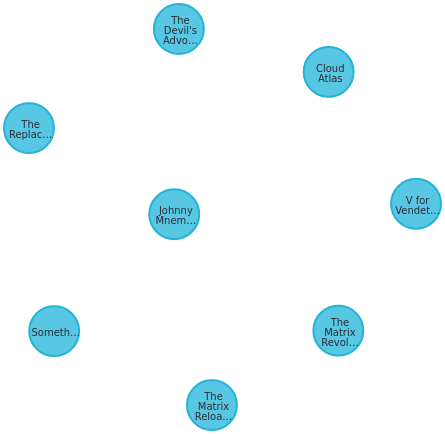 The
Devil's
Advo...
Cloud
Atlas
The
Replac...
V for
Vendet...
Johnny
Mnem...
Someth...
The
Matrix
Revol...
The
Matrix
Reloa...